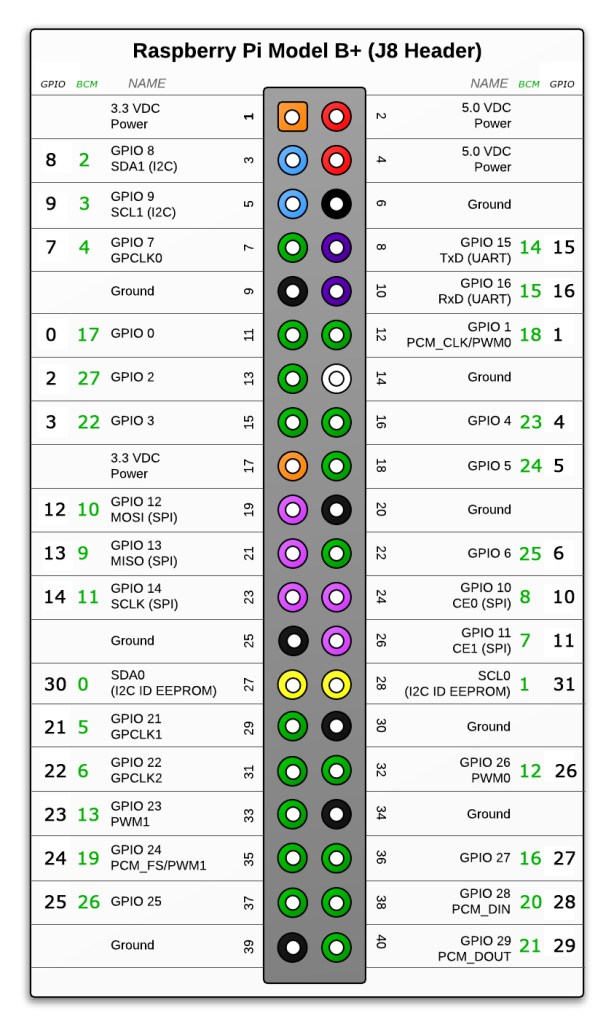 Raspberry Pi Model B+ (J8 Header)
GPIO BCM NAME NAME BCM GPIO
3.3 VDC
Power
1
2
5.0 VDC
Power
8 2
GPIO 8
SDA1 (I2C)
3
4
5.0 VDC
Power
9 3
GPIO 9
SCL1 (I2C)
5
6
Ground
7 4
GPIO 7
GPCLK0
7
8
GPIO 15
TxD (UART)
14 15
Ground
9
10
GPIO 16
RxD (UART)
15 16
0 17 GPIO 0
11
12
GPIO 1
PCM_CLK/PWM0
18 1
2 27 GPIO 2
13
14
Ground
3 22 GPIO 3
15
16
GPIO 4 23 4
3.3 VDC
Power
17
18
GPIO 5 24 5
12 10
GPIO 12
MOSI (SPI)
19
20
Ground
13 9
GPIO 13
MISO (SPI)
21
22
GPIO 6 25 6
14 11
GPIO 14
SCLK (SPI)
23
24
GPIO 10
CE0 (SPI)
8 10
Ground
25
26
GPIO 11
CE1 (SPI)
7 11
30 0
SDA0
(I2C ID EEPROM)
27
28
SCL0
(I2C ID EEPROM)
1 31
21 5
GPIO 21
GPCLK1
29
30
Ground
22 6
GPIO 22
GPCLK2
31
32
GPIO 26
PWM0
12 26
23 13
GPIO 23
PWM1
33
34
Ground
24 19
GPIO 24
PCM_FS/PWM1
35
36
GPIO 27 16 27
25 26 GPIO 25
37
38
GPIO 28
PCM_DIN
20 28
Ground
39
40
GPIO 29
PCM_DOUT
21 29